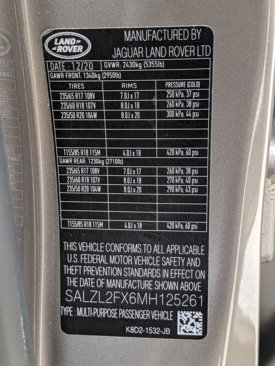 LAND-
ROVER
MANUFACTURED BY
JAGUAR LAND ROVER LTD
DATE: 12/20 GVWR: 2430kg (5355lb)
GAWR FRONT: 1340kg (2950lb)
TIRES RIMS PRESSURE (COLD)
235/65 R17 108V 7.0J x 17 250 kPa, 37 psi
235/60 R18 107V 8.0J x 18 260 kPa, 38 psi
235/50 R20 104W 8.0J x 20 300 kPa, 44 psi
T155/85 R18 115M 4.0J x 18 420 kPa, 60 psi
GAWR REAR: 1230kg (2710lb)
235/65 R17 108V 7.0J x 17 260 kPa, 38 psi
235/60 R18 107V 8.0J x 18 270 kPa, 40 psi
235/50 R20 104W 8.0J x 20 290 kPa, 43 psi
T155/85 R18 115M 4.0J x 18 420 kPa, 60 psi
THIS VEHICLE CONFORMS TO ALL APPLICABLE
U.S. FEDERAL MOTOR VEHICLE SAFETY AND
THEFT PREVENTION STANDARDS IN EFFECT ON
THE DATE OF MANUFACTURE SHOWN ABOVE
SALZL2FX6MH125261
TYPE : MULTI-PURPOSE PASSENGER VEHICLE
K8D2-1532-JB